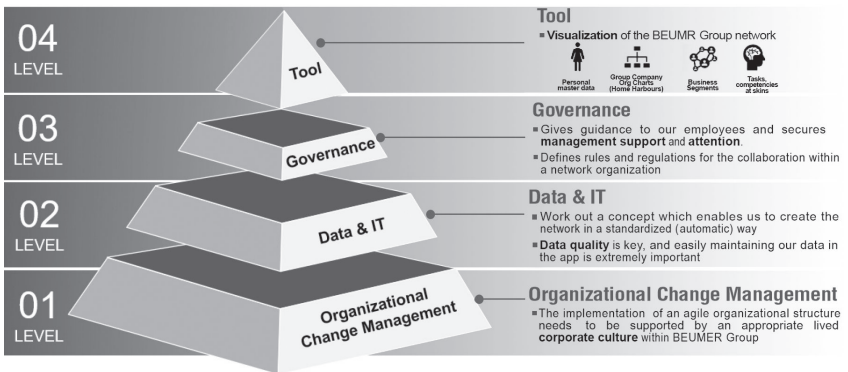 04
LEVEL
Tool
Tool
▪ Visualization of the BEUMR Group network
Personal
master data
Group Company
Org Charts
(Home Harbours)
Business
Segments
Tasks,
competencies
at skins
03
LEVEL
Governance
Governance
▪ Gives guidance to our employees and secures
management support and attention.
▪ Defines rules and regulations for the collaboration within
a network organization
02
LEVEL
Data & IT
Data & IT
▪ Work out a concept which enables us to create the
network in a standardized (automatic) way
▪ Data quality is key, and easily maintaining our data in
the app is extremely important
01
LEVEL
Organizational
Change Management
Organizational Change Management
▪ The implementation of an agile organizational structure
needs to be supported by an appropriate lived
corporate culture within BEUMER Group